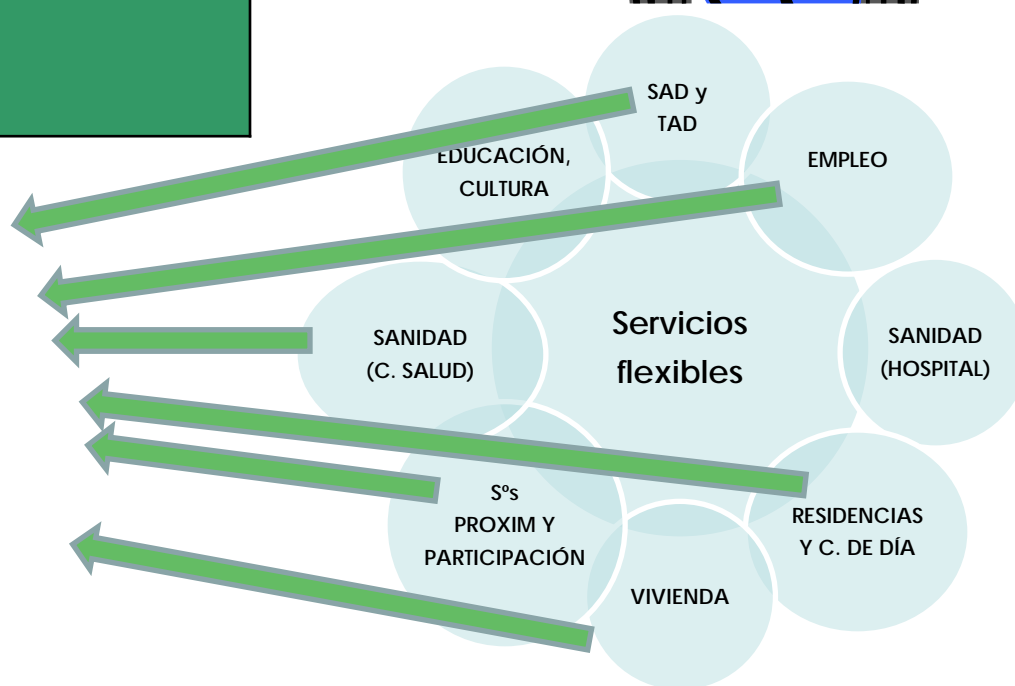 SAD y
TAD
EDUCACIÓN,
CULTURA
EMPLEO
Servicios
flexibles
SANIDAD
(C. SALUD)
SANIDAD
(HOSPITAL)
Sºs
PROXIM Y
PARTICIPACIÓN
RESIDENCIAS
Y C. DE DÍA
VIVIENDA